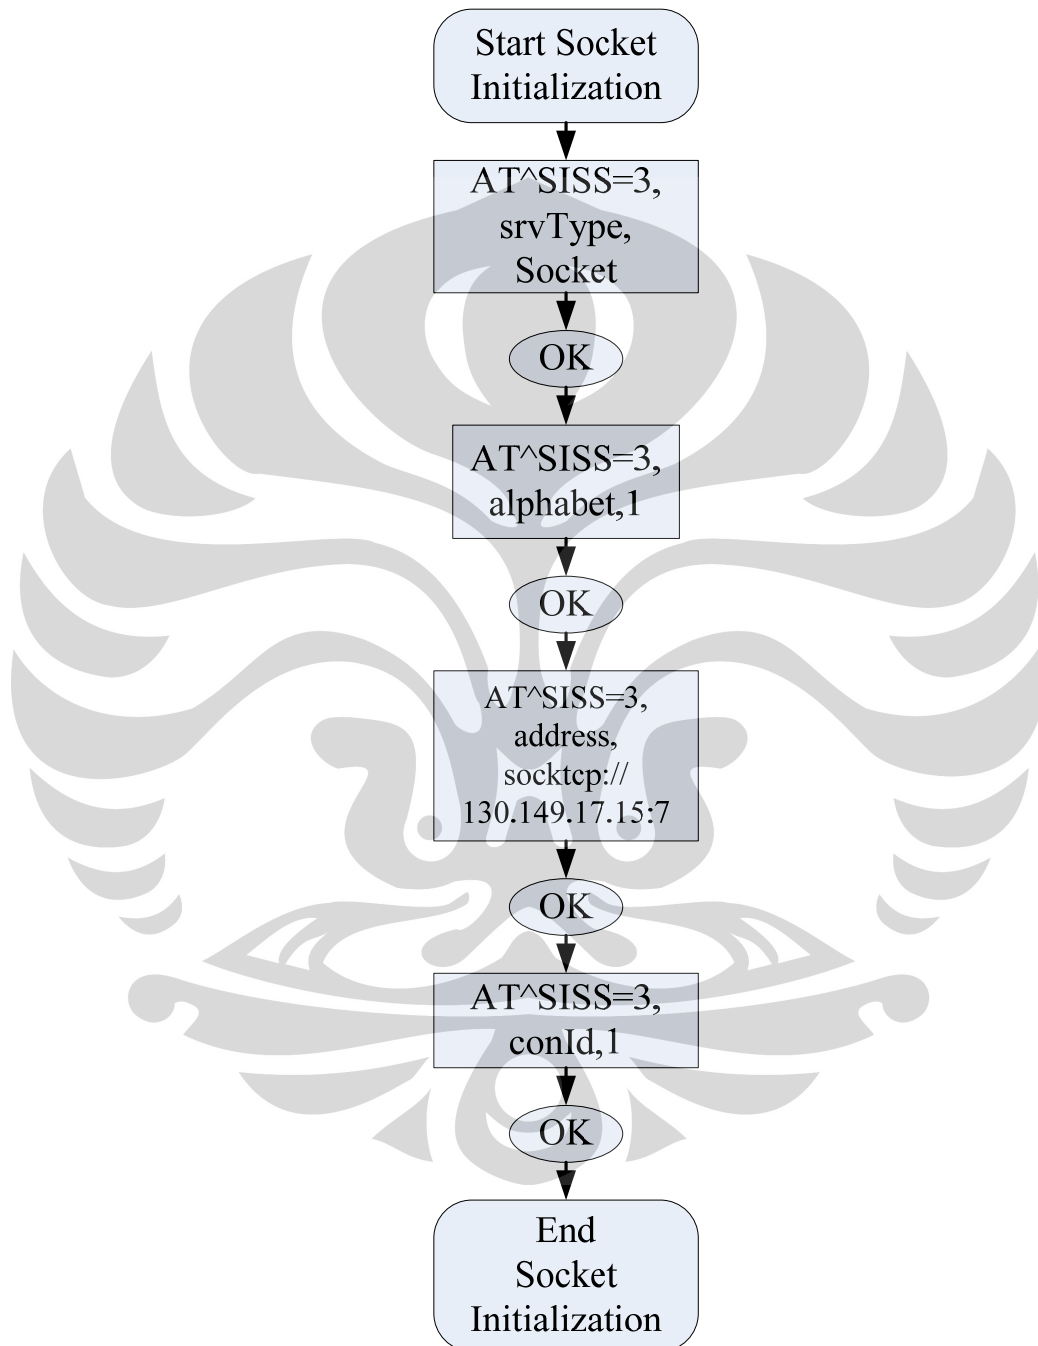 Start Socket
Initialization
AT^SISS=3,
srvType,
Socket
OK
AT^SISS=3,
alphabet,1
OK
AT^SISS=3,
address,
socktcp://
130.149.17.15:7
OK
AT^SISS=3,
conId,1
OK
End
Socket
Initialization